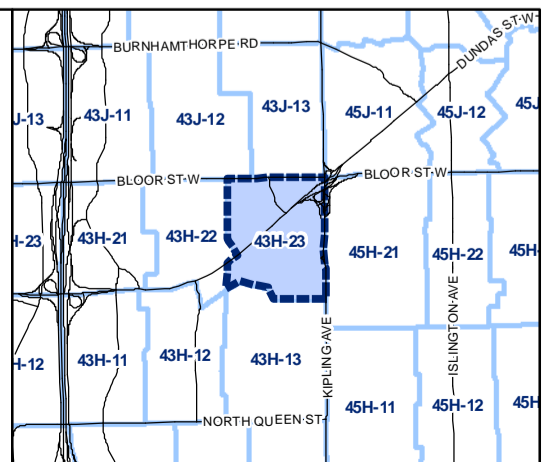 BURNHAMTHORPE RD
DUNDAS ST W
J-13
43J-11
43J-12
43J-13
45J-11
45J-12
45J
BLOOR ST W
BLOOR ST W
H-23
43H-21
43H-22
43H-23
45H-21
45H-22
45H
KIPLING AVE
ISLINGTON AVE
H-12
43H-11
43H-12
43H-13
45H-11
45H-12
45H
NORTH QUEEN ST